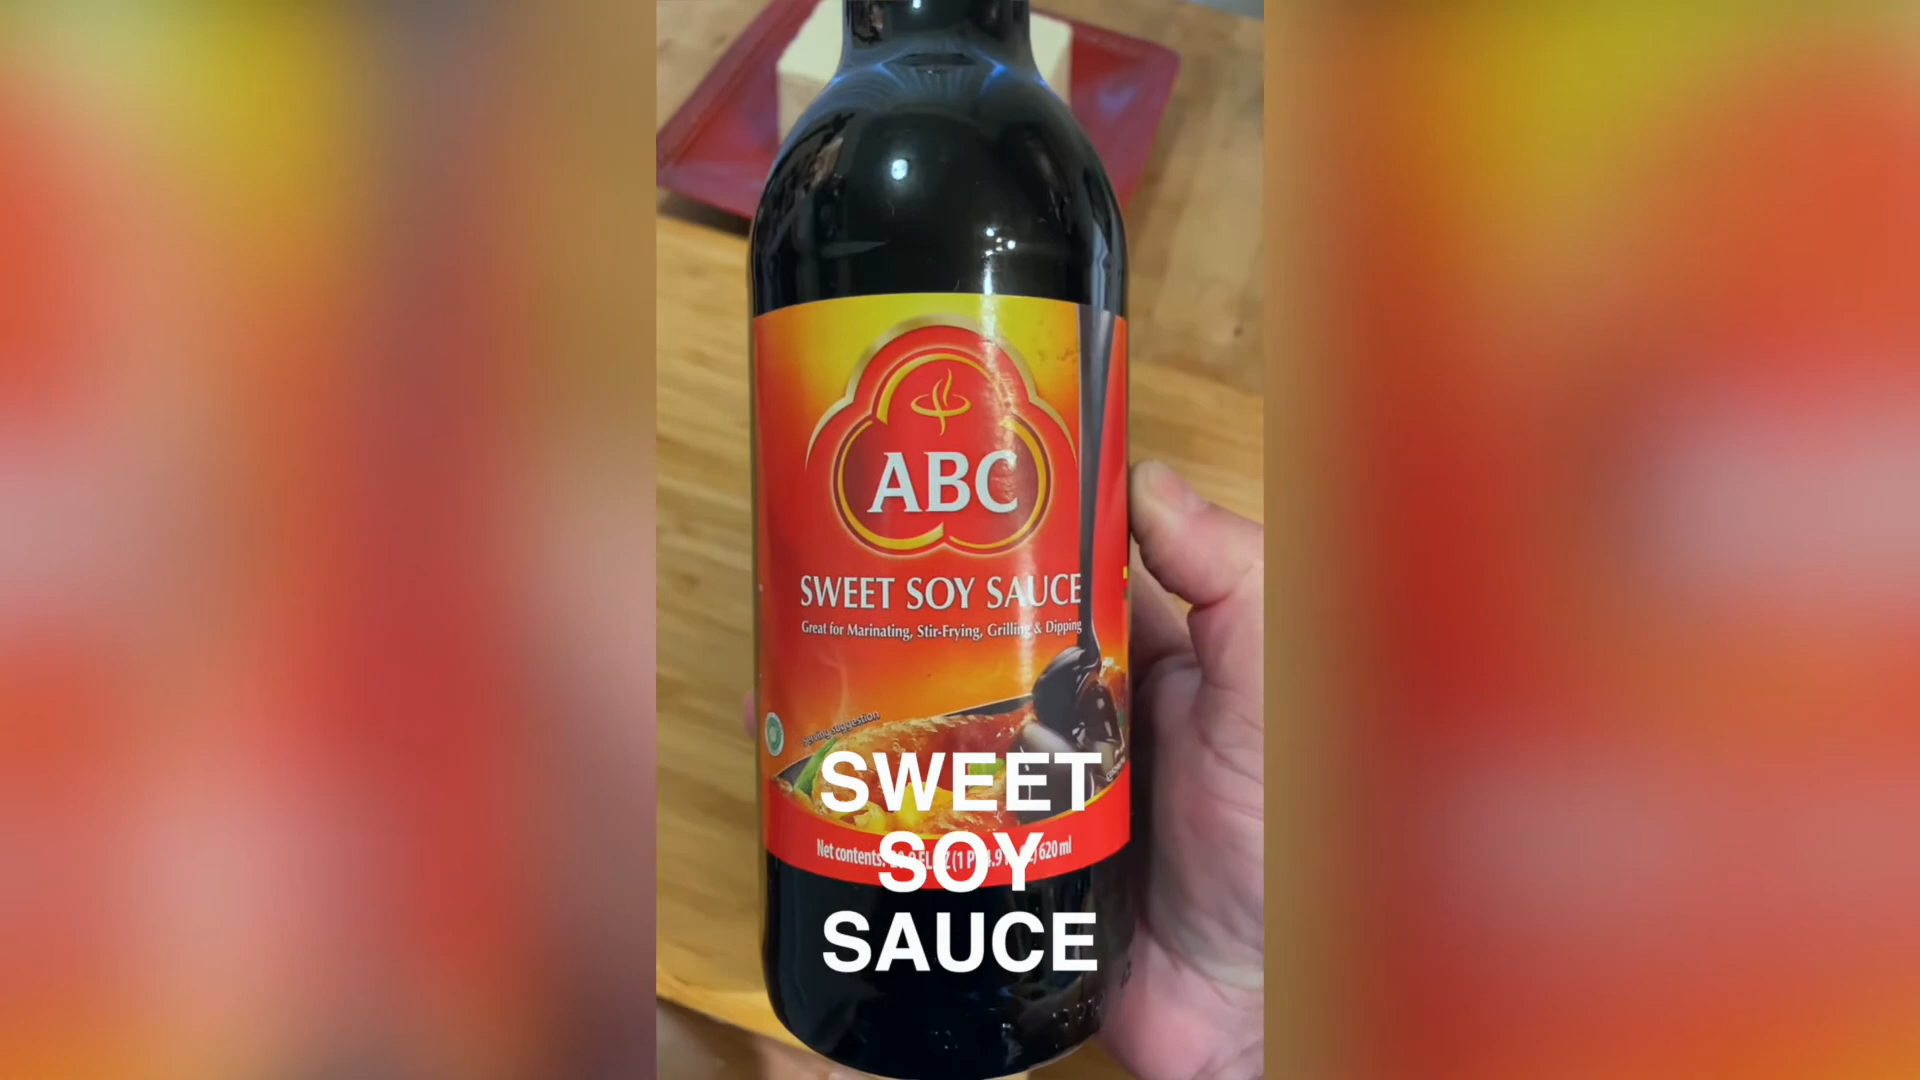 ABC
SWEET SOY SAUCE
Great for Marinating, Stir-Frying, Grilling & Dipping
Serving suggestion
Net contents: 620 ml
SWEET
SOY
SAUCE